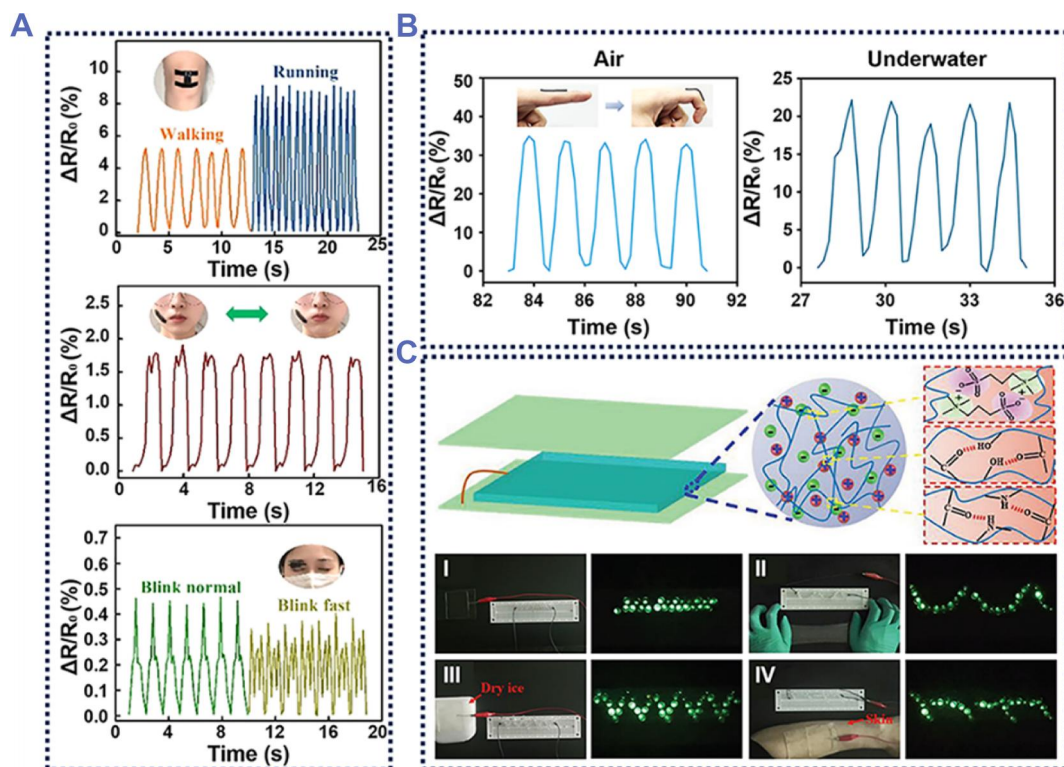 A
ΔR/R₀ (%)
10
8
6
4
2
0
Walking
Running
0
5
10
15
20
25
Time (s)
ΔR/R₀ (%)
2.5
2.0
1.5
1.0
0.5
0.0
0
4
8
12
16
Time (s)
ΔR/R₀ (%)
0.7
0.6
0.5
0.4
0.3
0.2
0.1
0.0
Blink normal
Blink fast
0
4
8
12
16
20
Time (s)
B
Air
ΔR/R₀ (%)
50
40
30
20
10
0
82
84
86
88
90
92
Time (s)
Underwater
ΔR/R₀ (%)
25
20
15
10
5
0
27
30
33
36
Time (s)
C
I
II
III
Dry ice
IV
Skin